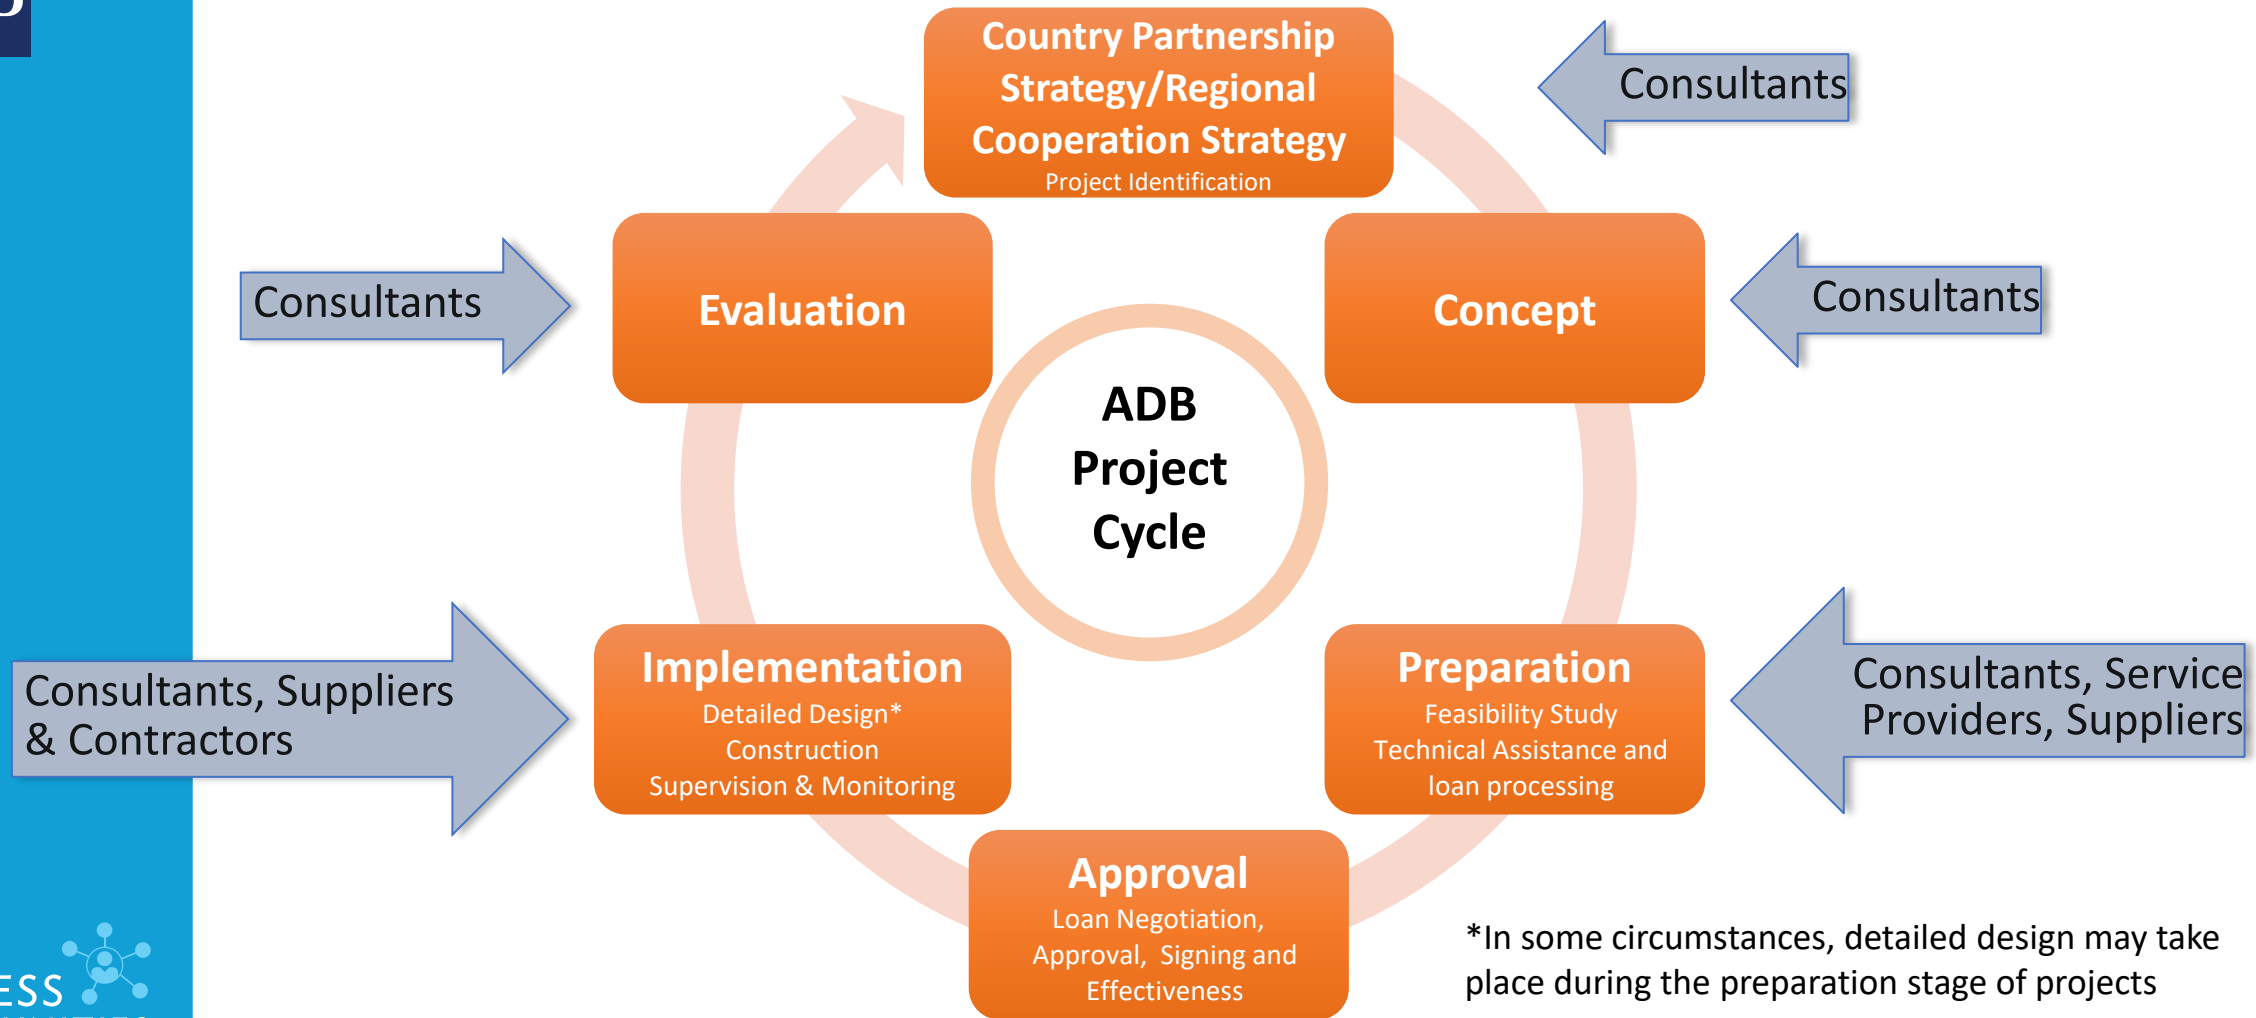 Country Partnership
Strategy/Regional
Cooperation Strategy
Project Identification
Consultants
Consultants
Evaluation
Concept
Consultants
ADB
Project
Cycle
Consultants, Suppliers
& Contractors
Implementation
Detailed Design*
Construction
Supervision & Monitoring
Preparation
Feasibility Study
Technical Assistance and
loan processing
Consultants, Service
Providers, Suppliers
Approval
Loan Negotiation,
Approval,  Signing and
Effectiveness
*In some circumstances, detailed design may take
place during the preparation stage of projects
ESS